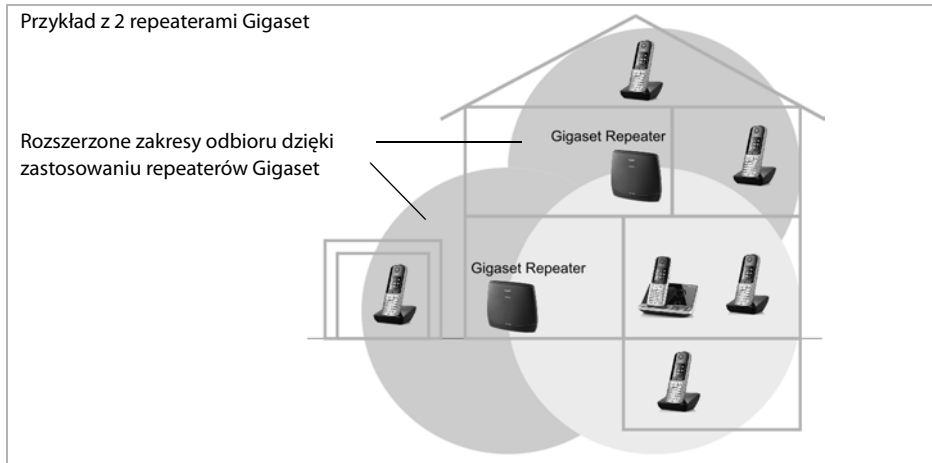 Przykład z 2 repeaterami Gigaset
Rozszerzone zakresy odbioru dzięki
zastosowaniu repeaterów Gigaset
Gigaset Repeater
Gigaset Repeater